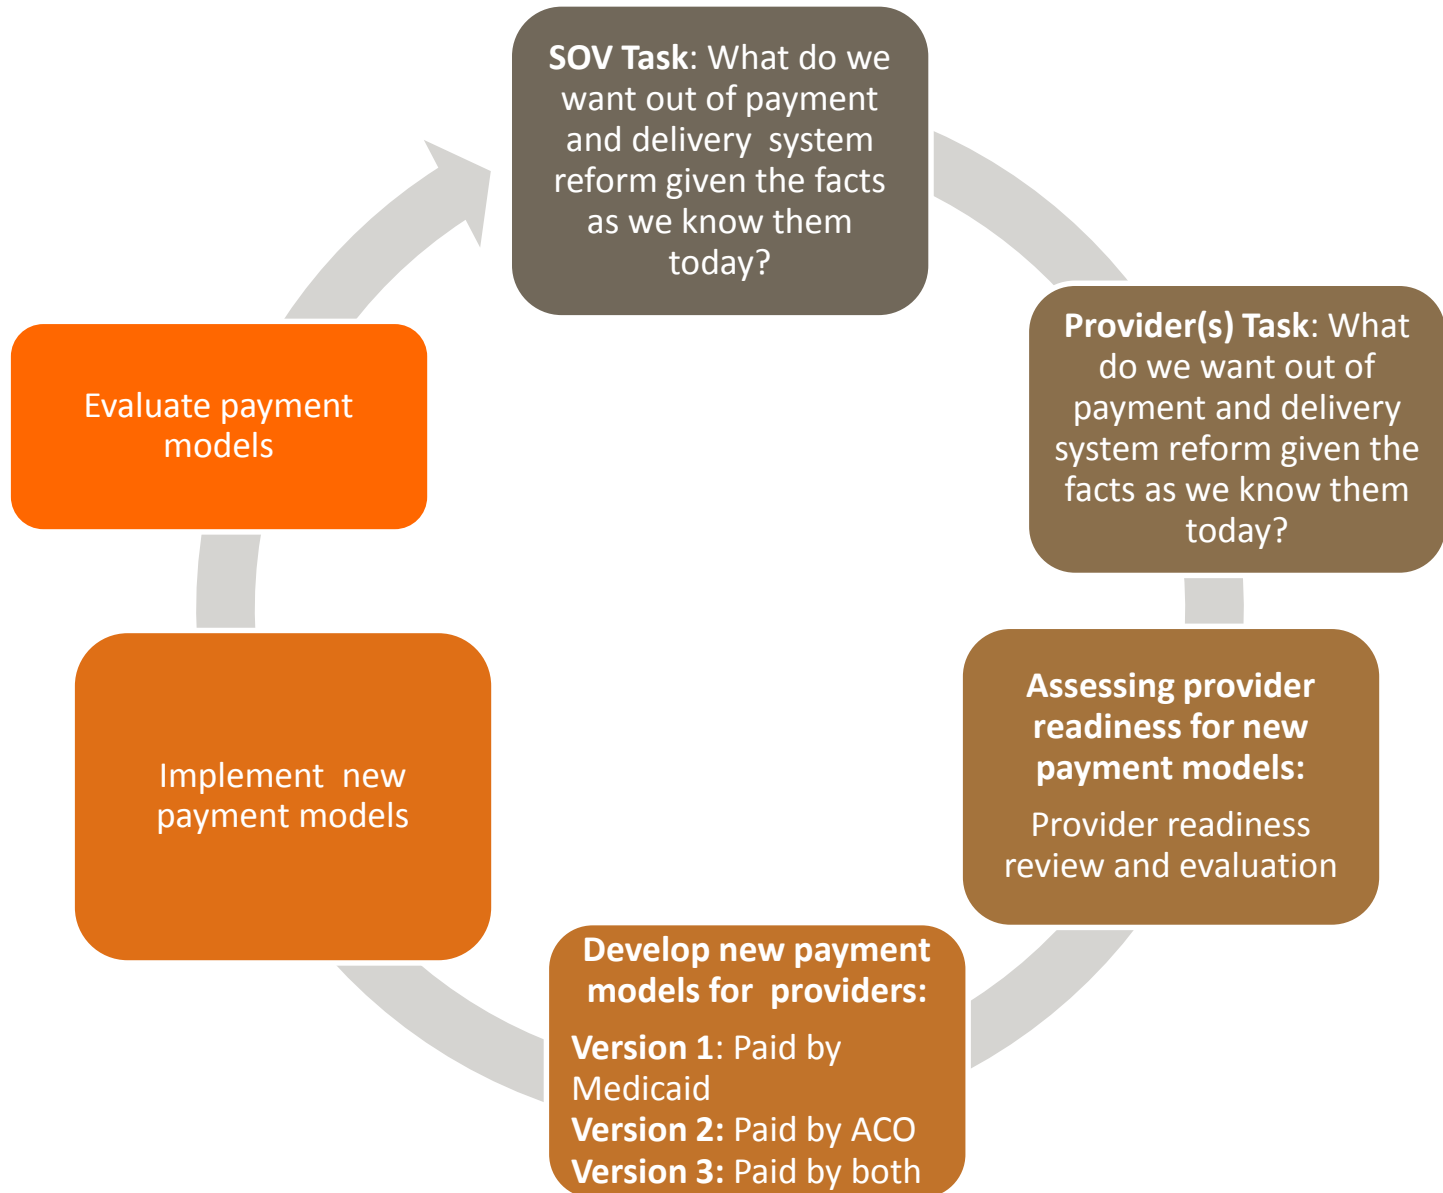 SOV Task: What do we
want out of payment
and delivery  system
reform given the facts
as we know them
today?
Provider(s) Task: What
do we want out of
payment and delivery
system reform given the
facts as we know them
today?
Assessing provider
readiness for new
payment models:
Provider readiness
review and evaluation
Develop new payment
models for  providers:
Version 1: Paid by
Medicaid
Version 2: Paid by ACO
Version 3: Paid by both
Implement  new
payment models
Evaluate payment
models